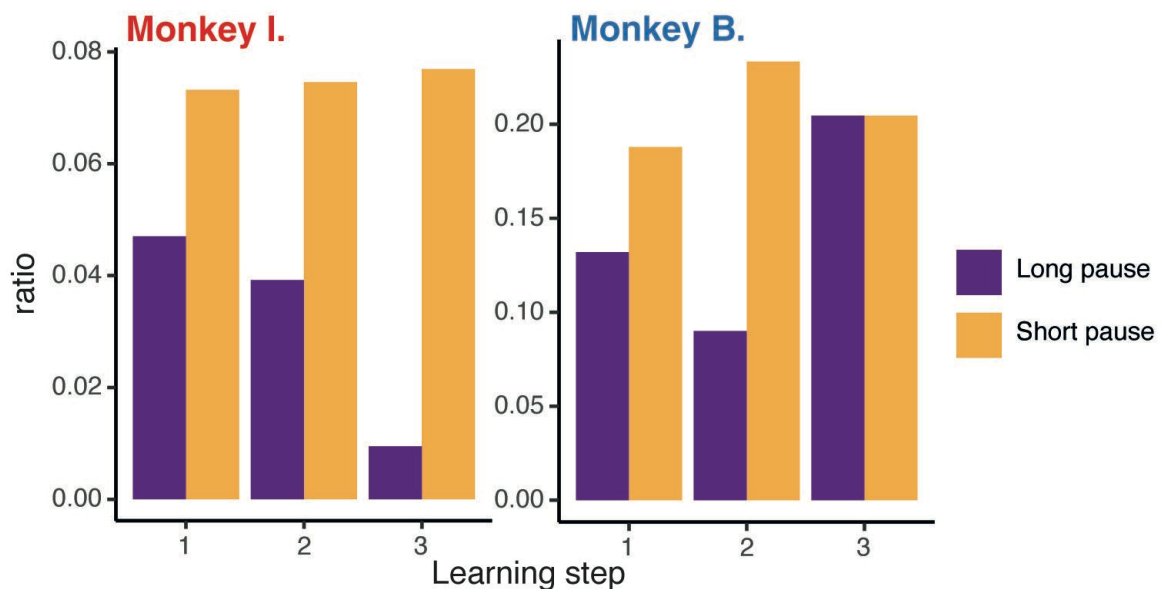 Monkey I.
Monkey B.
ratio
0.08
0.06
0.04
0.02
0.00
1 2 3
0.20
0.15
0.10
0.05
0.00
1 2 3
Learning step
Long pause
Short pause